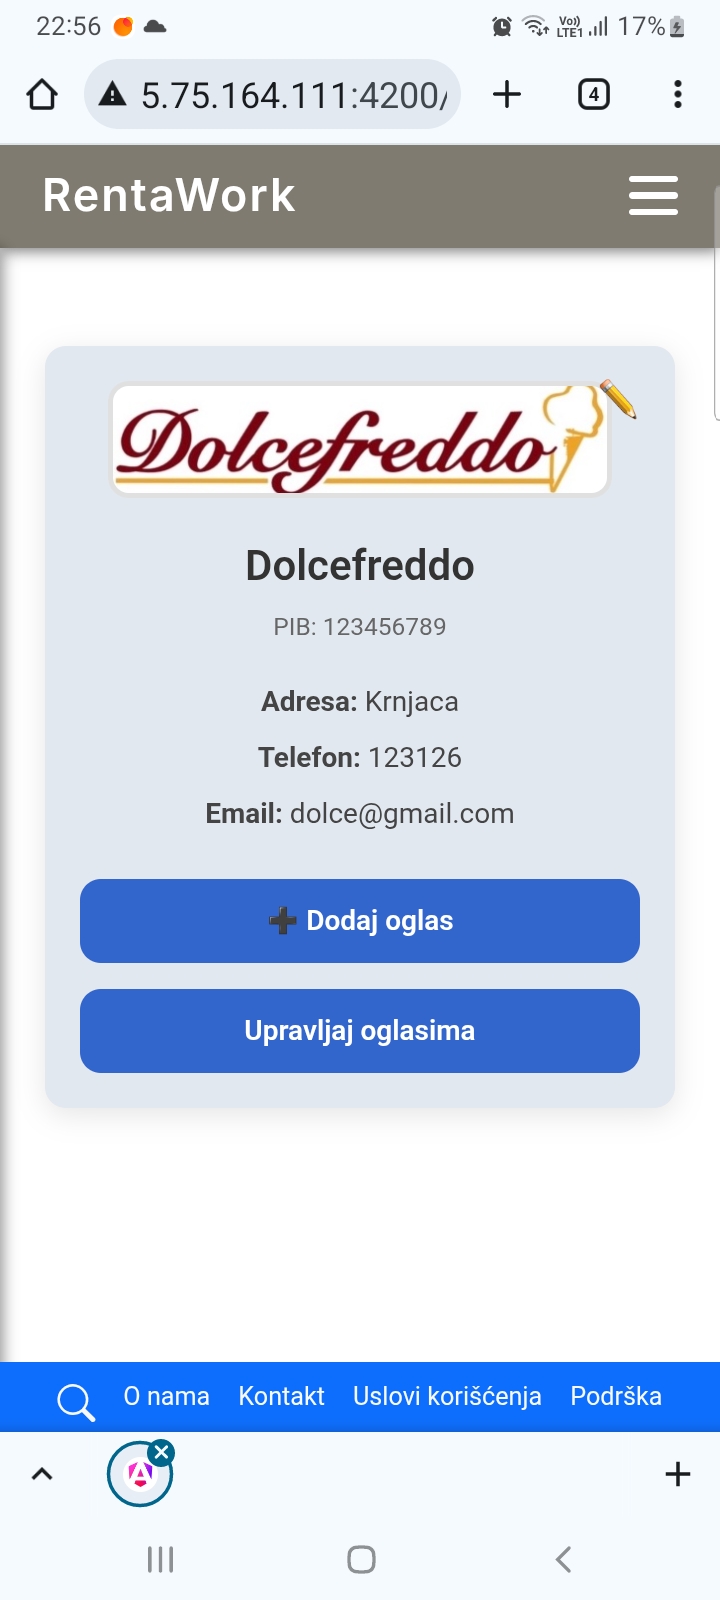 22:56
Vo)) LTE1 17%
5.75.164.111:4200/
4
RentaWork
Dolcefreddo
Dolcefreddo
PIB: 123456789
Adresa: Krnjaca
Telefon: 123126
Email: dolce@gmail.com
➕ Dodaj oglas
Upravljaj oglasima
O nama Kontakt Uslovi korišćenja Podrška